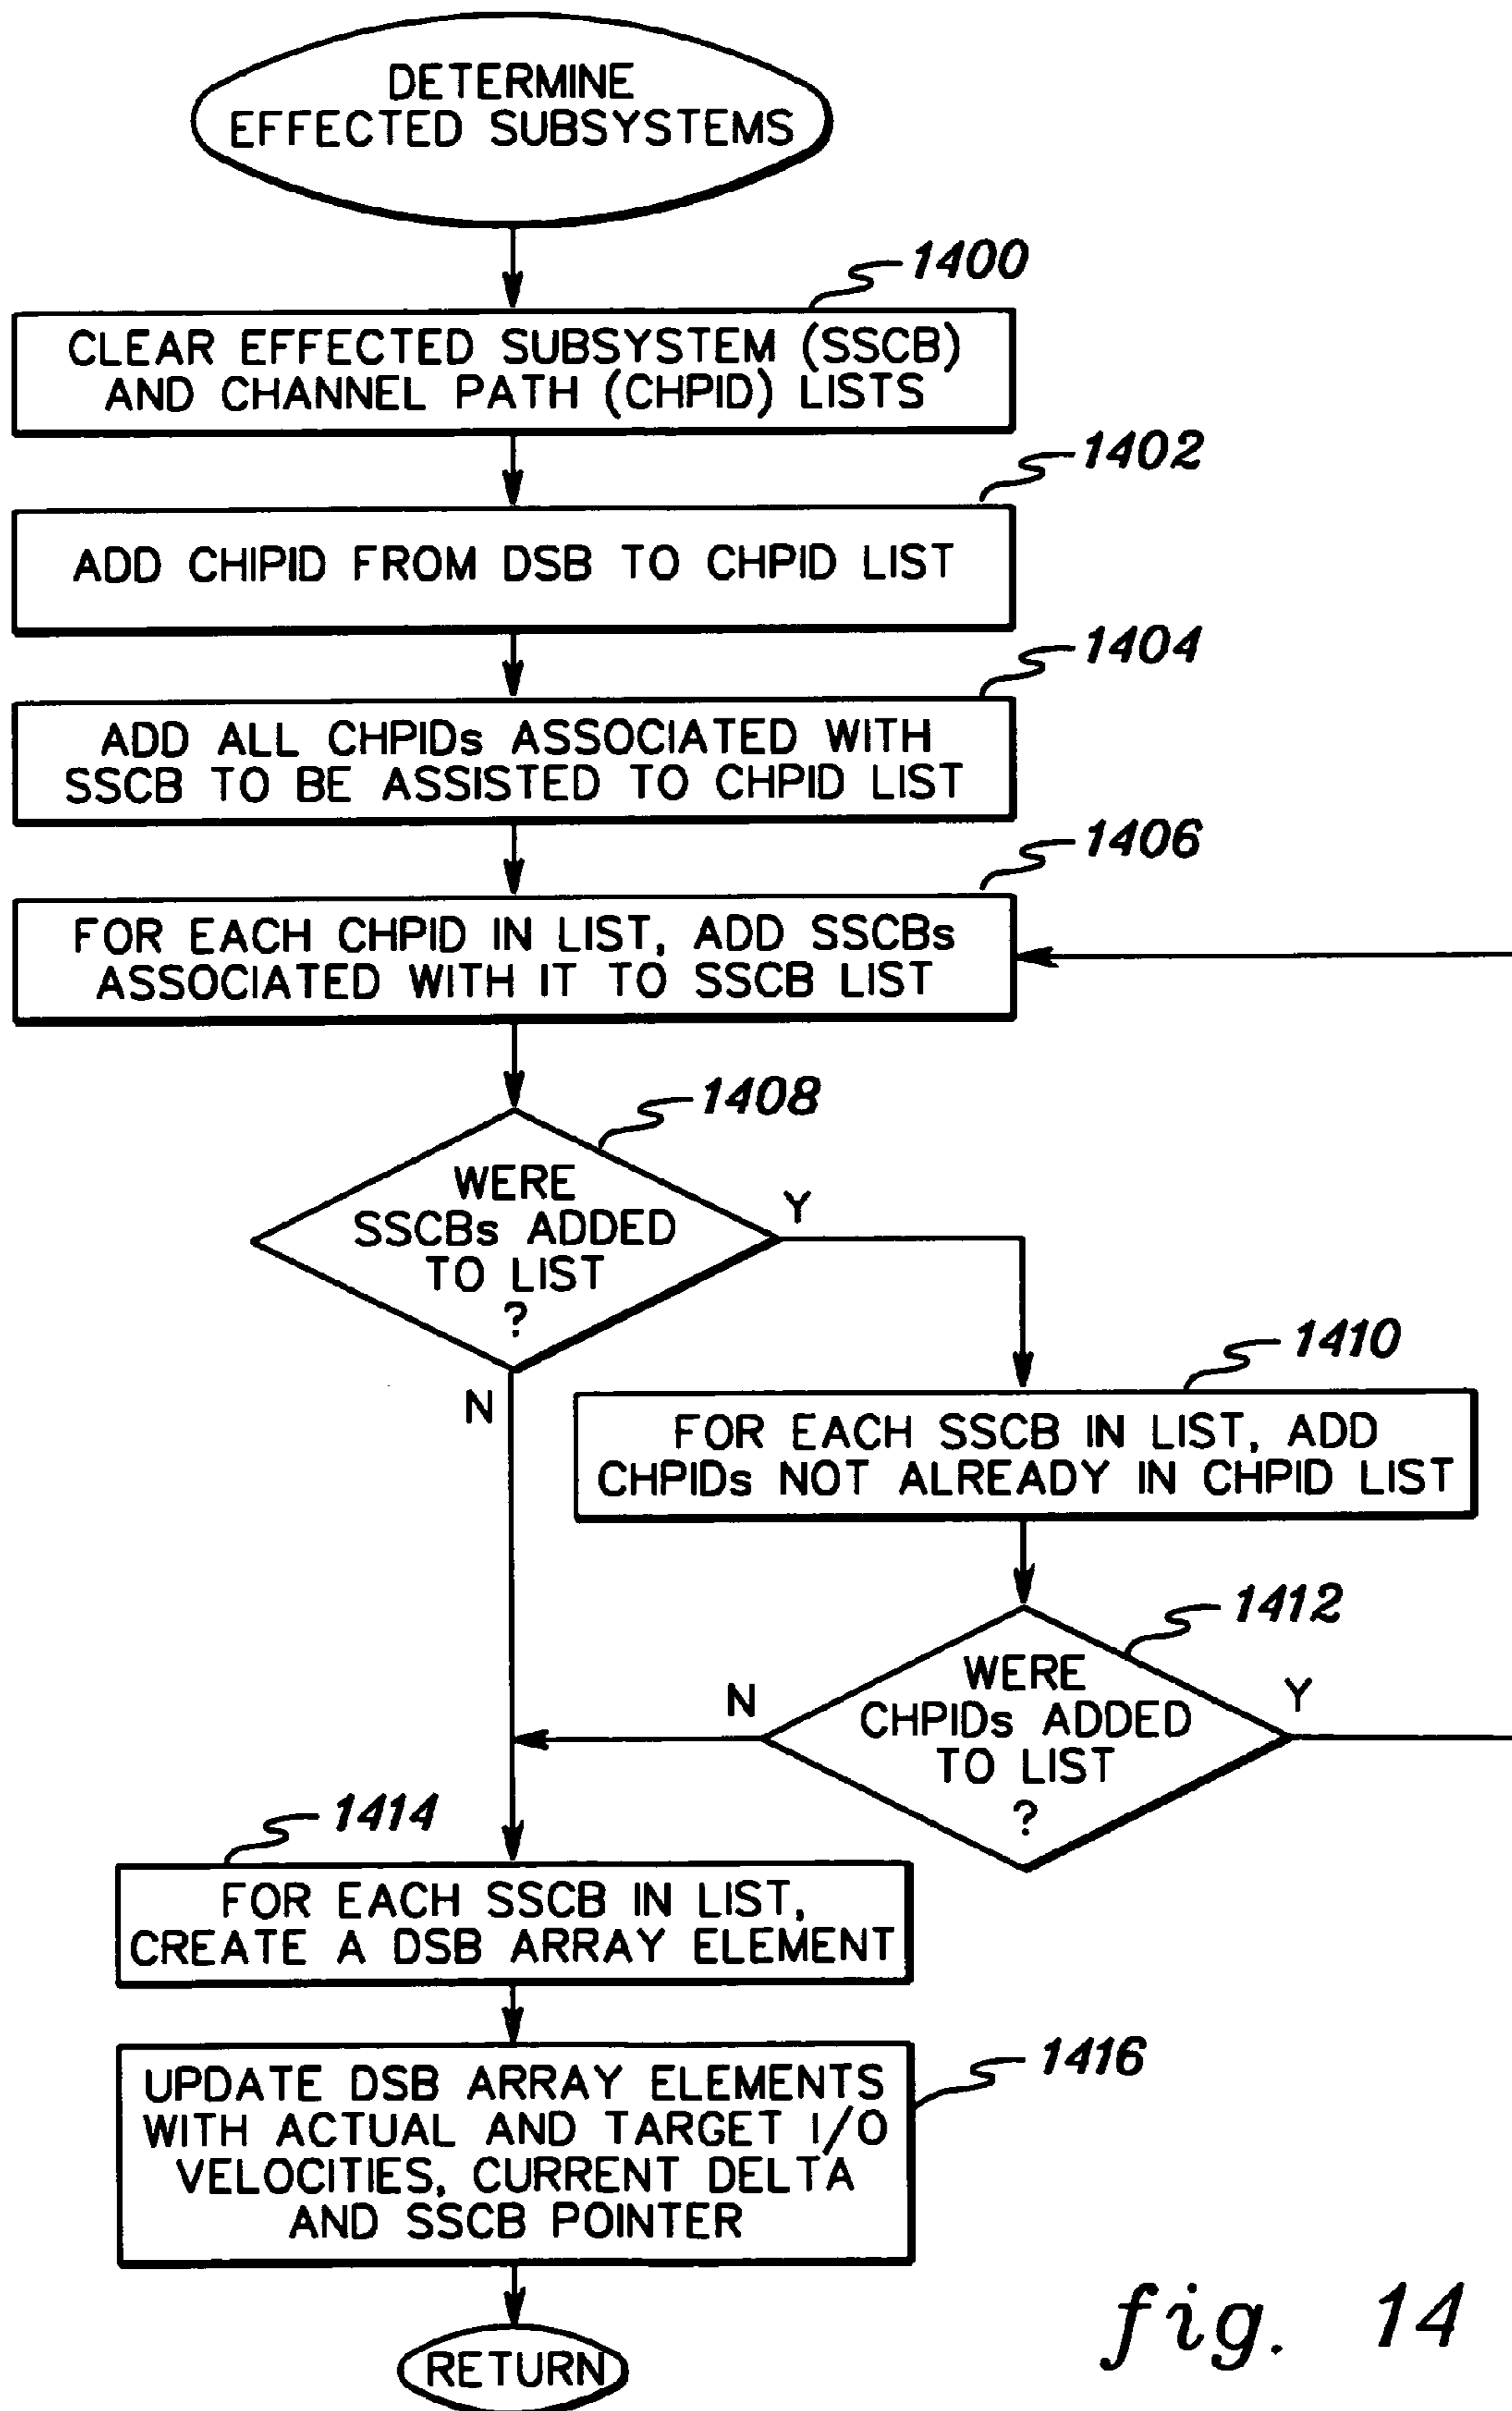 DETERMINE
EFFECTED SUBSYSTEMS
1400
CLEAR EFFECTED SUBSYSTEM (SSCB)
AND CHANNEL PATH (CHPID) LISTS
1402
ADD CHIPID FROM DSB TO CHPID LIST
1404
ADD ALL CHPIDs ASSOCIATED WITH
SSCB TO BE ASSISTED TO CHPID LIST
1406
FOR EACH CHPID IN LIST, ADD SSCBs
ASSOCIATED WITH IT TO SSCB LIST
1408
WERE
SSCBs ADDED
TO LIST
?
Y
N
1410
FOR EACH SSCB IN LIST, ADD
CHPIDs NOT ALREADY IN CHPID LIST
1412
WERE
CHPIDs ADDED
TO LIST
?
N
Y
1414
FOR EACH SSCB IN LIST,
CREATE A DSB ARRAY ELEMENT
1416
UPDATE DSB ARRAY ELEMENTS
WITH ACTUAL AND TARGET I/O
VELOCITIES, CURRENT DELTA
AND SSCB POINTER
RETURN
fig. 14